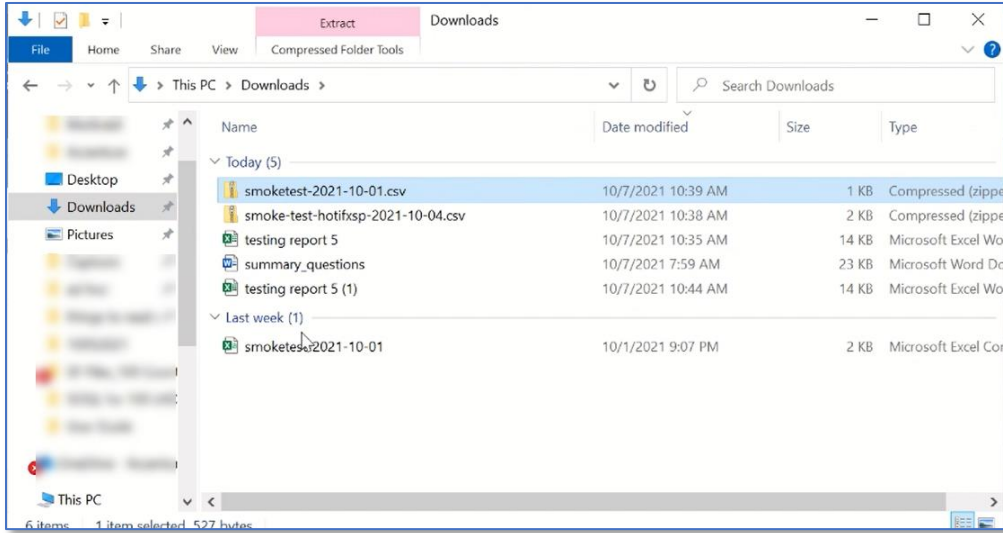 Extract Downloads
File Home Share View Compressed Folder Tools
This PC > Downloads > Search Downloads
Name Date modified Size Type
Today (5)
Desktop smoketest-2021-10-01.csv 10/7/2021 10:39 AM 1 KB Compressed (zippe
Downloads smoke-test-hotifxsp-2021-10-04.csv 10/7/2021 10:38 AM 2 KB Compressed (zippe
Pictures testing report 5 10/7/2021 10:35 AM 14 KB Microsoft Excel Wo
summary_questions 10/7/2021 7:59 AM 23 KB Microsoft Word Do
testing report 5 (1) 10/7/2021 10:44 AM 14 KB Microsoft Excel Wo
Last week (1)
smoketest-2021-10-01 10/1/2021 9:07 PM 2 KB Microsoft Excel Cor
This PC
6 items 1 item selected 527 bytes